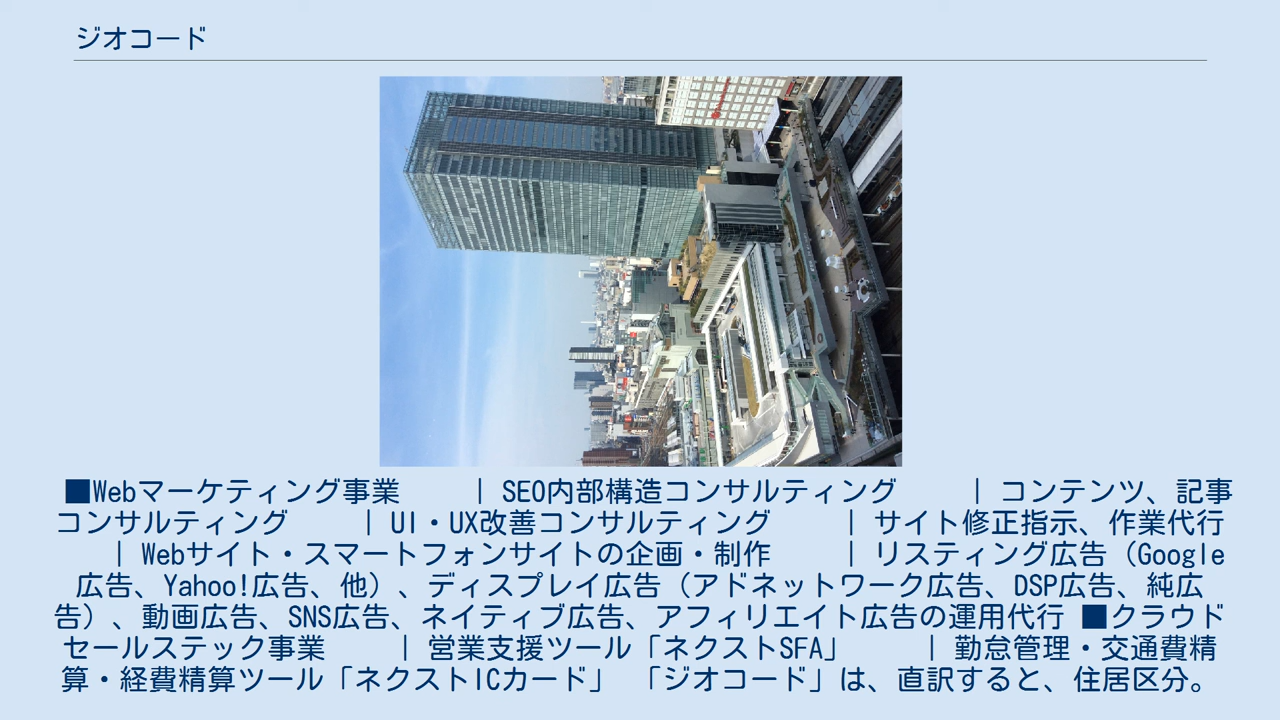 ジオコード
■Webマーケティング事業　　｜SEO内部構造コンサルティング　　｜コンテンツ、記事
コンサルティング　　｜UI・UX改善コンサルティング　　｜サイト修正指示、作業代行
｜Webサイト・スマートフォンサイトの企画・制作　　｜リスティング広告（Google
広告、Yahoo!広告、他）、ディスプレイ広告（アドネットワーク広告、DSP広告、純広
告）、動画広告、SNS広告、ネイティブ広告、アフィリエイト広告の運用代行 ■クラウド
セールステック事業　　｜営業支援ツール「ネクストSFA」　　｜勤怠管理・交通費精
算・経費精算ツール「ネクストICカード」　「ジオコード」は、直訳すると、住居区分。